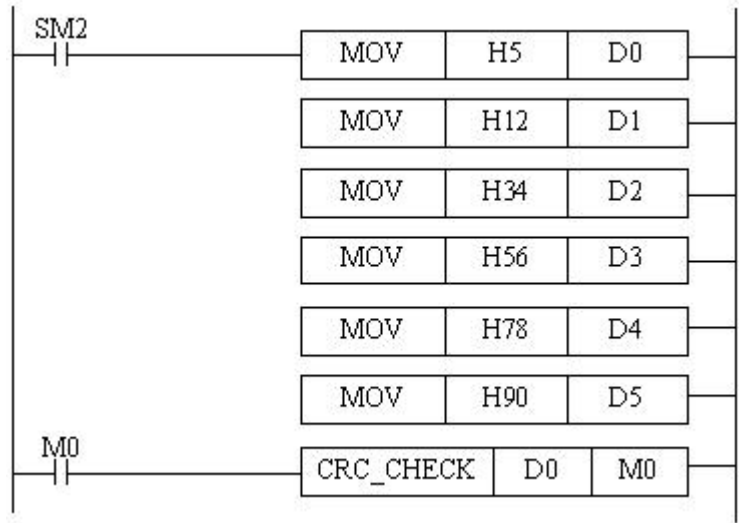 SM2
MOV H5 D0
MOV H12 D1
MOV H34 D2
MOV H56 D3
MOV H78 D4
MOV H90 D5
M0
CRC_CHECK D0 M0